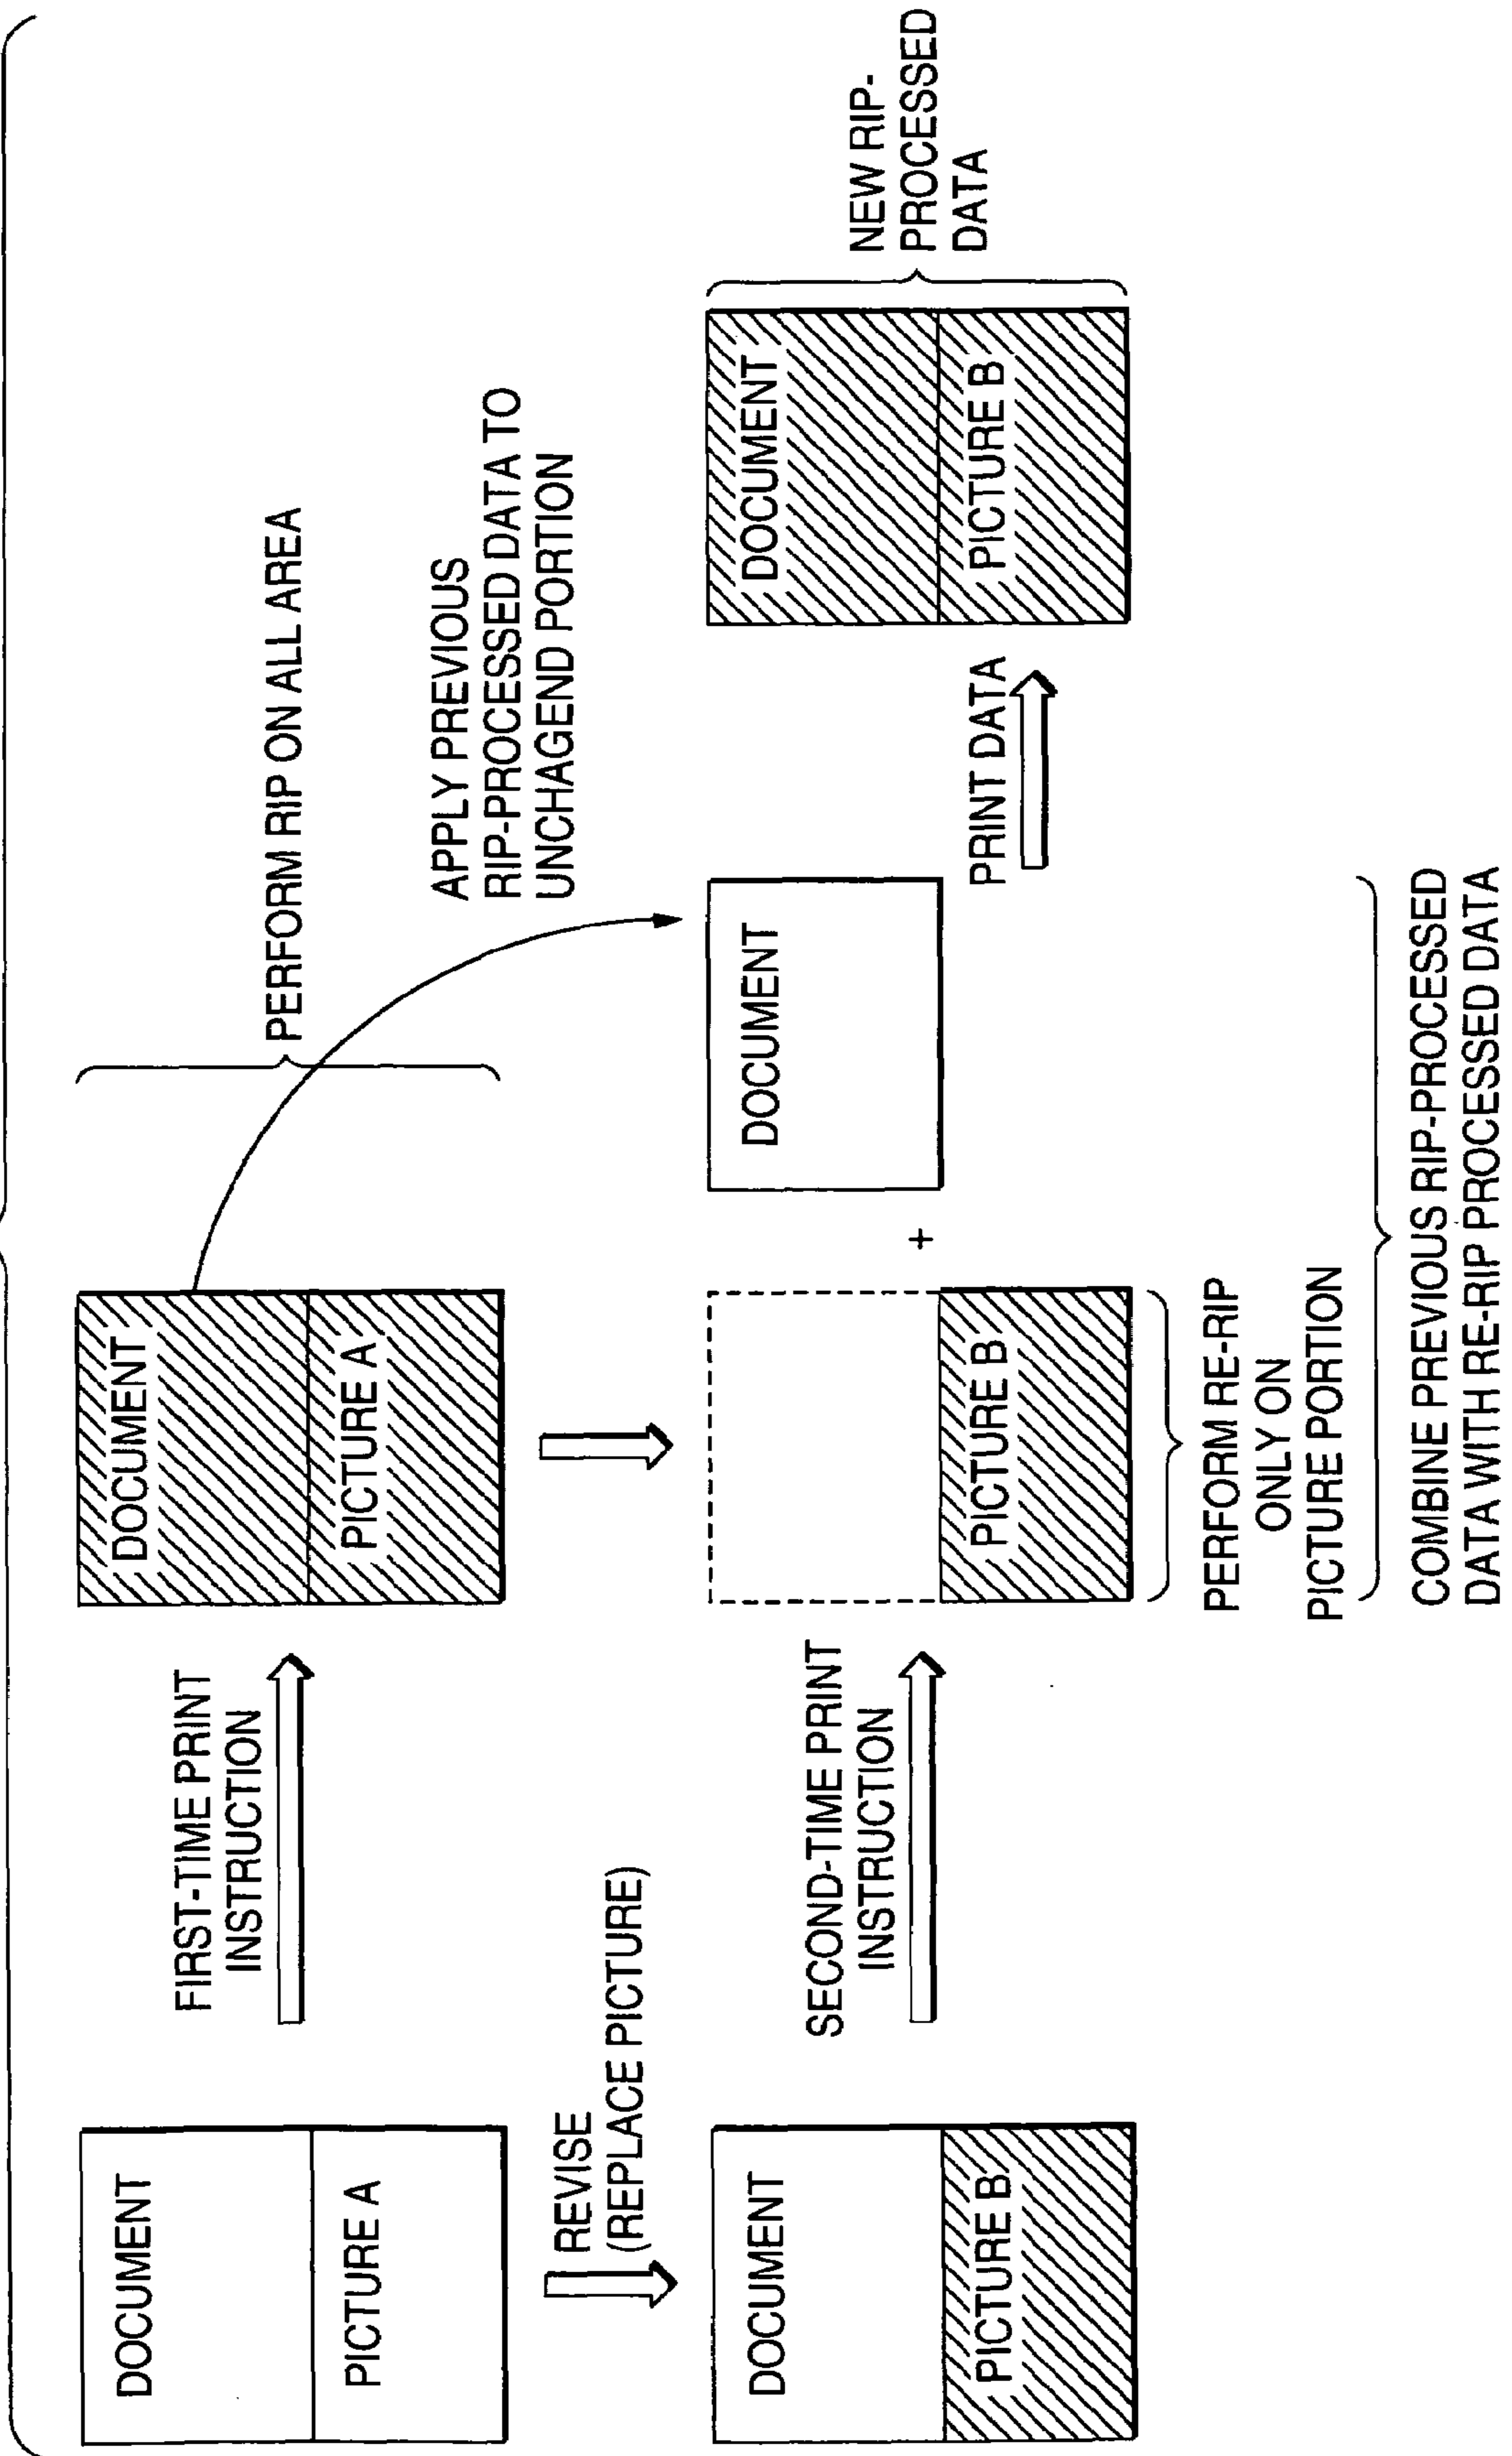 DOCUMENT
PICTURE A
FIRST-TIME PRINT
INSTRUCTION
DOCUMENT
PICTURE A
PERFORM RIP ON ALL AREA
REVISE
(REPLACE PICTURE)
APPLY PREVIOUS
RIP-PROCESSED DATA TO
UNCHAGEND PORTION
DOCUMENT
PICTURE B
SECOND-TIME PRINT
INSTRUCTION
PICTURE B
+
DOCUMENT
PRINT DATA
DOCUMENT
PICTURE B
NEW RIP-
PROCESSED
DATA
PERFORM RE-RIP
ONLY ON
PICTURE PORTION
COMBINE PREVIOUS RIP-PROCESSED
DATA WITH RE-RIP PROCESSED DATA